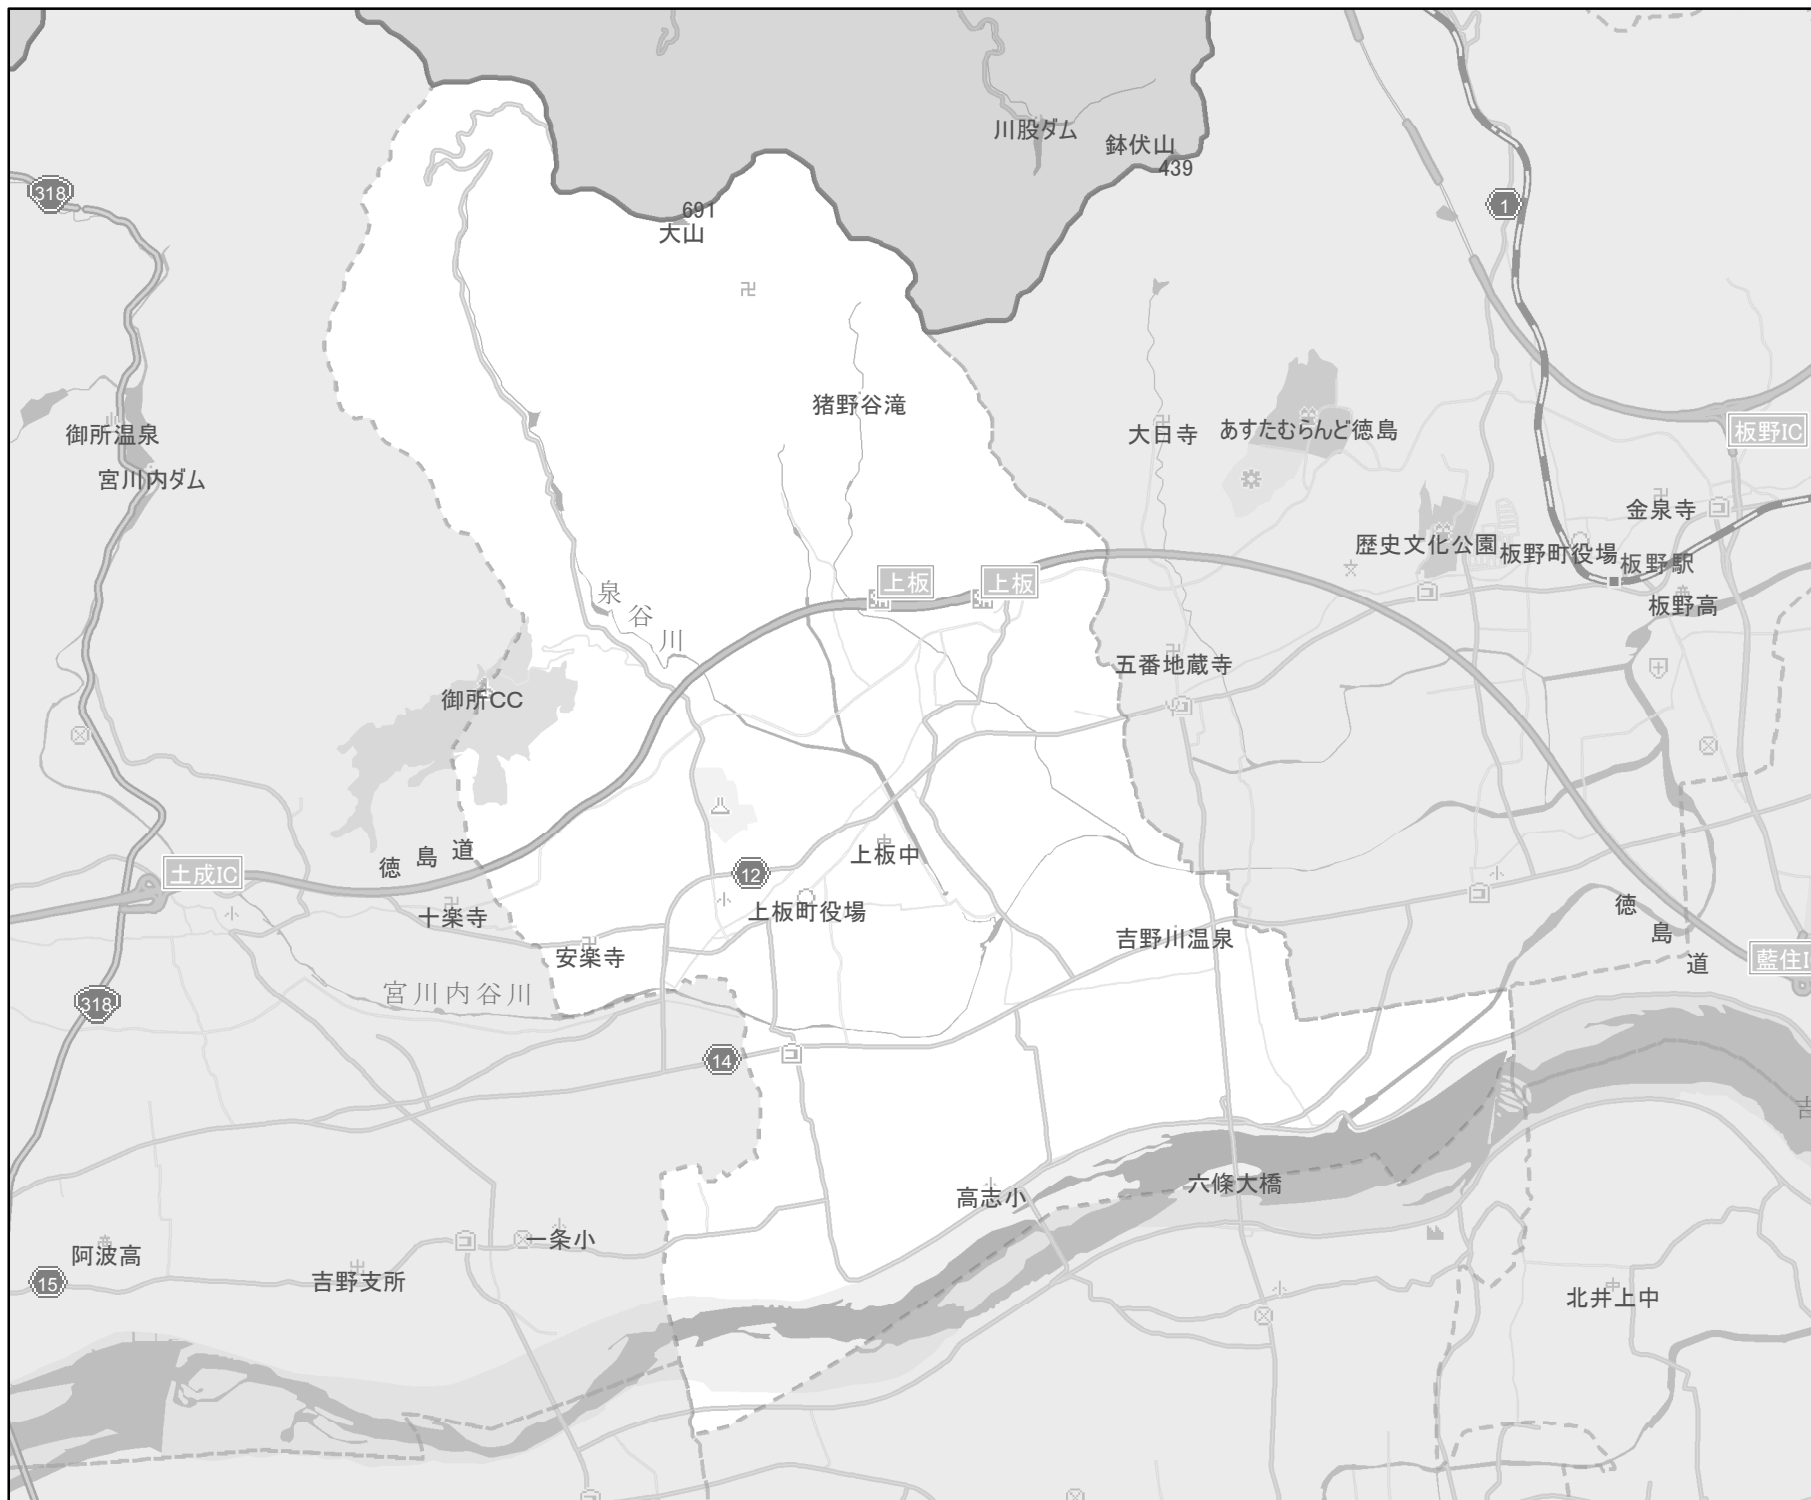 川股ダム
鉢伏山
439
318
1
691
大山
猪野谷滝
大日寺
あすたむらんど徳島
板野IC
御所温泉
宮川内ダム
金泉寺
歴史文化公園
板野町役場
板野駅
上板
上板
泉谷川
板野高
五番地蔵寺
御所CC
徳島道
土成IC
12
上板中
十楽寺
上板町役場
安楽寺
吉野川温泉
徳島道
藍住I
宮川内谷川
318
14
吉
高志小
六條大橋
阿波高
一条小
15
吉野支所
北井上中